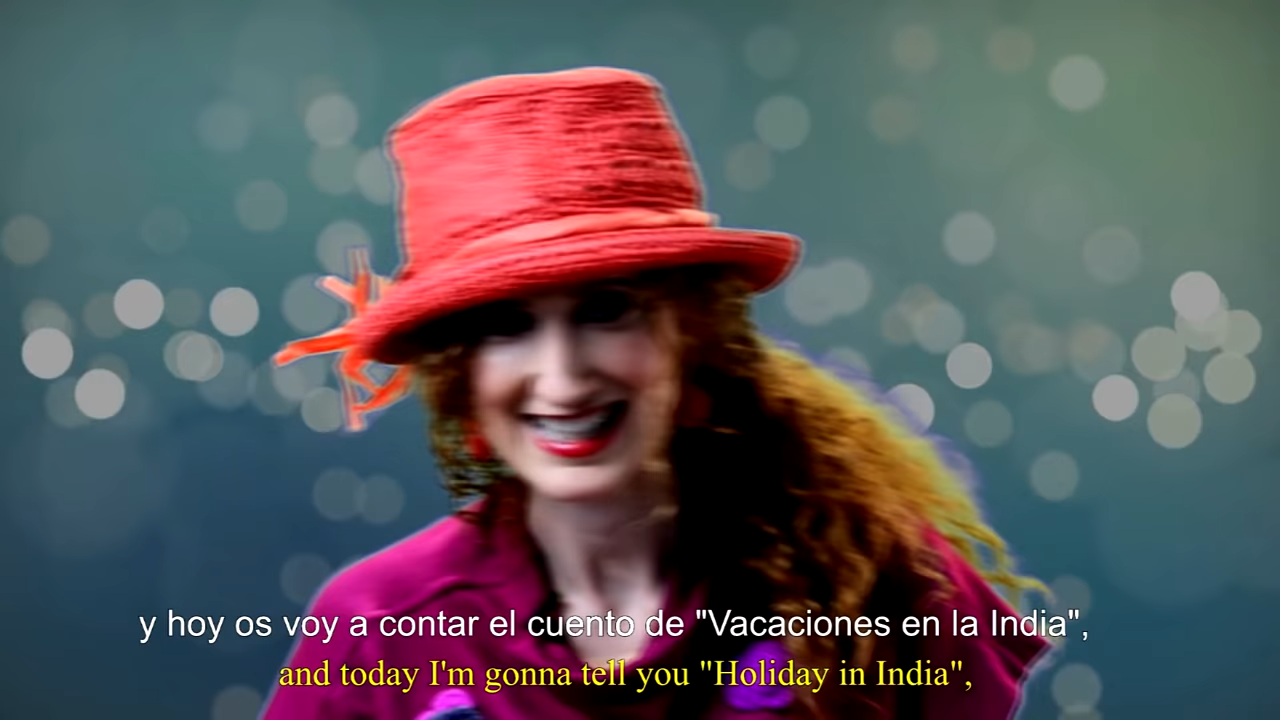 y hoy os voy a contar el cuento de "Vacaciones en la India",
and today I'm gonna tell you "Holiday in India",